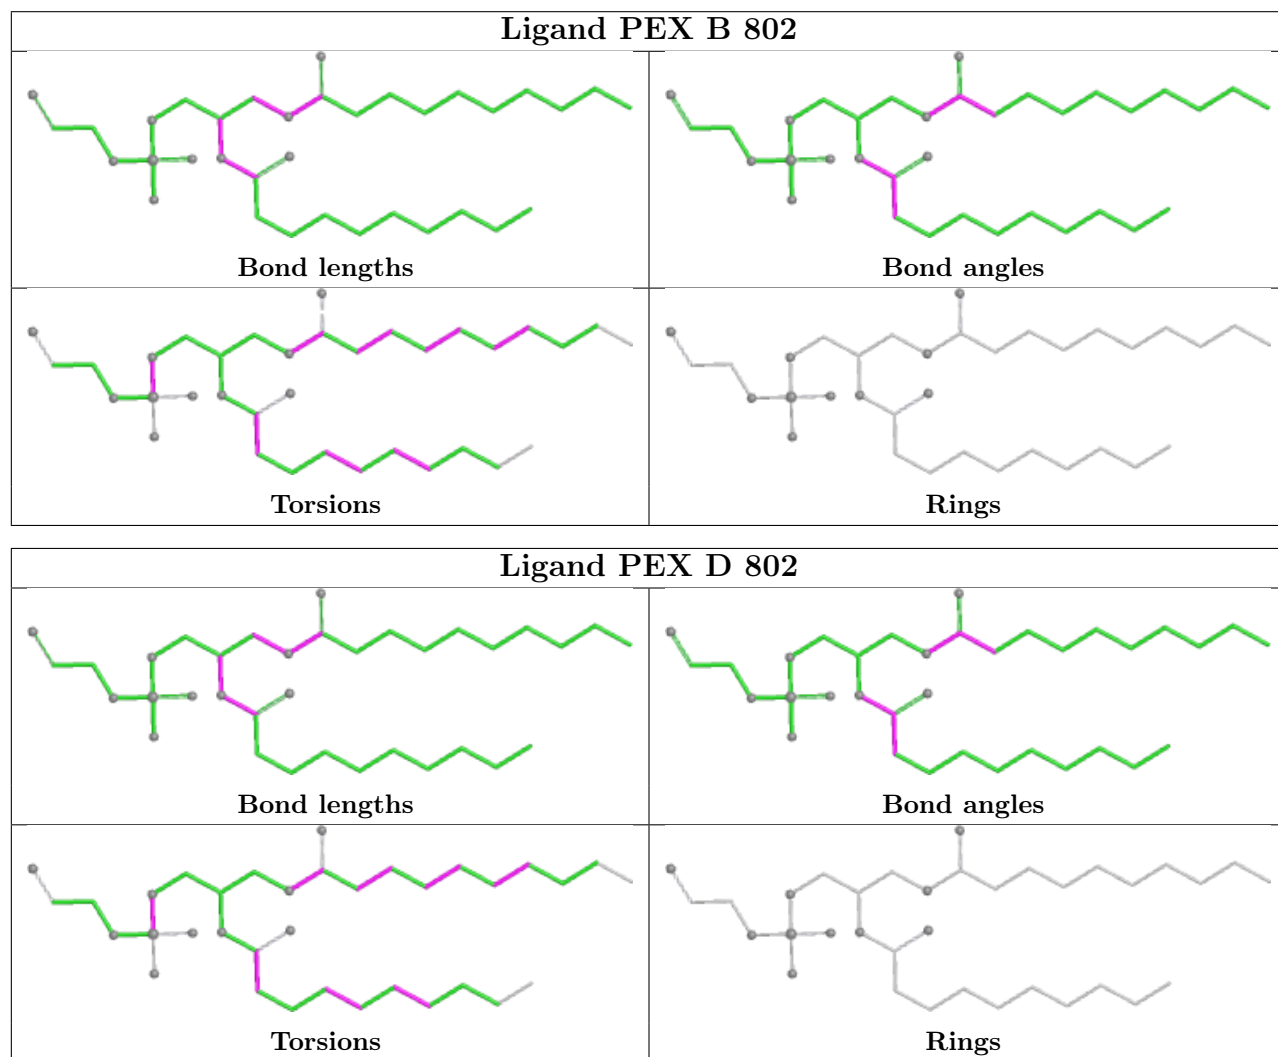 Ligand PEX B 802
Bond lengths
Bond angles
Torsions
Rings
Ligand PEX D 802
Bond lengths
Bond angles
Torsions
Rings